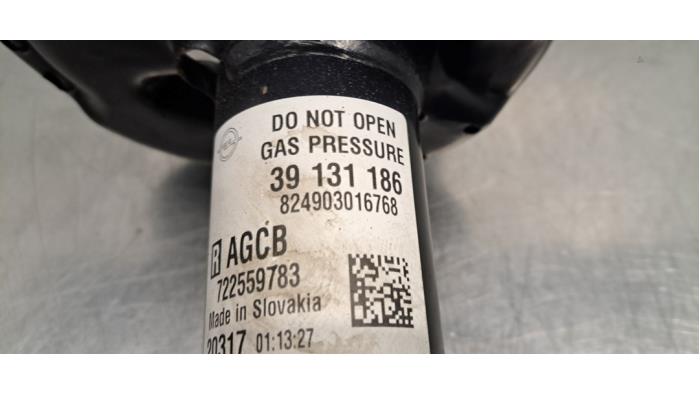 DO NOT OPEN
GAS PRESSURE
39 131 186
824903016768
R AGCB
722559783
Made in Slovakia
20317 01:13:27